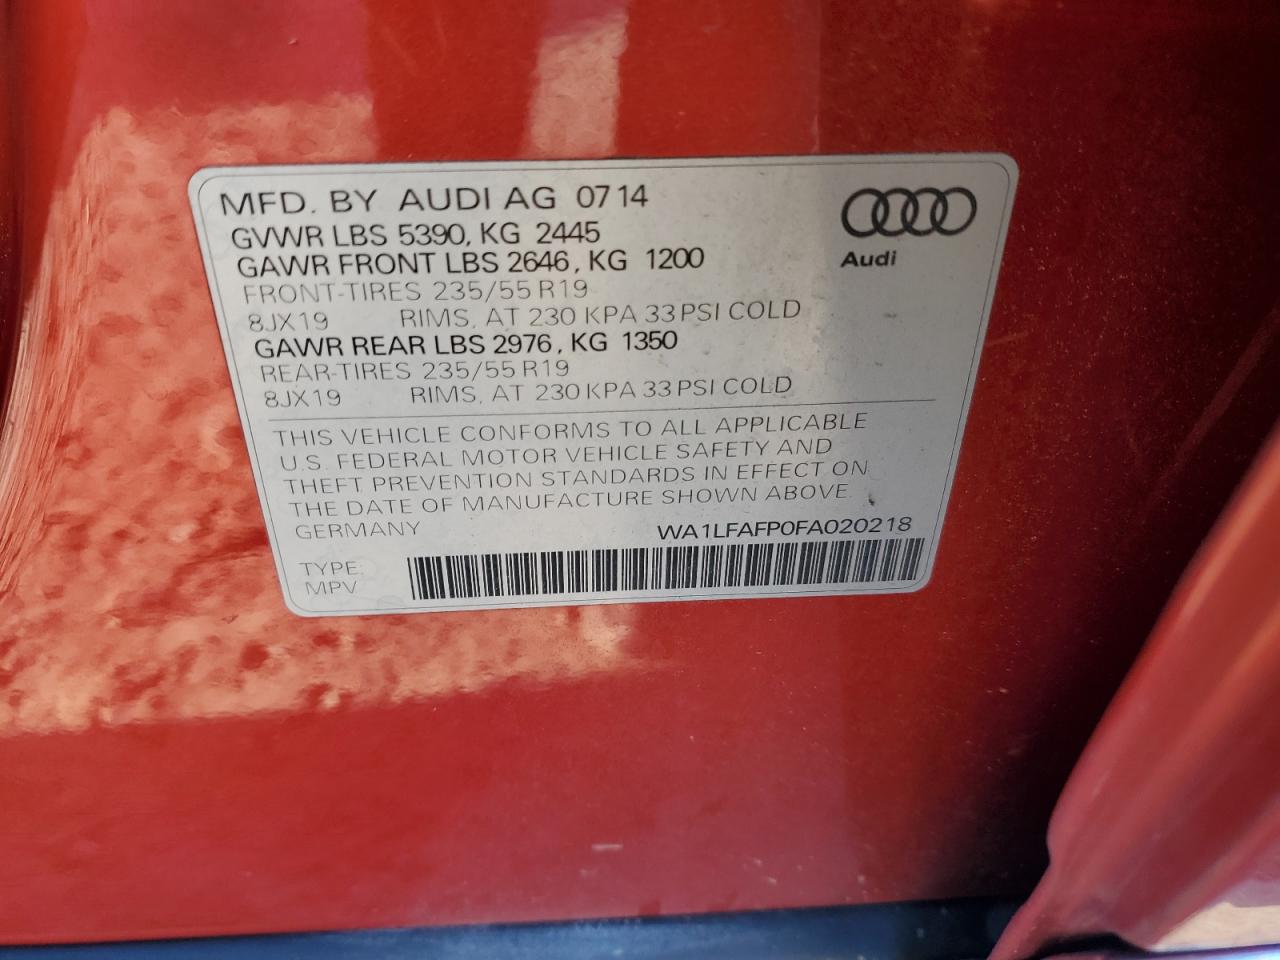 MFD. BY AUDI AG 07 14
GVWR LBS 5390, KG 2445
GAWR FRONT LBS 2646, KG 1200
FRONT-TIRES 235/55 R19
8JX19 RIMS, AT 230 KPA 33 PSI COLD
GAWR REAR LBS 2976, KG 1350
REAR-TIRES 235/55 R19
8JX19 RIMS, AT 230 KPA 33 PSI COLD
Audi
THIS VEHICLE CONFORMS TO ALL APPLICABLE
U.S. FEDERAL MOTOR VEHICLE SAFETY AND
THEFT PREVENTION STANDARDS IN EFFECT ON
THE DATE OF MANUFACTURE SHOWN ABOVE.
GERMANY WA1LFAFP0FA020218
TYPE:
MPV